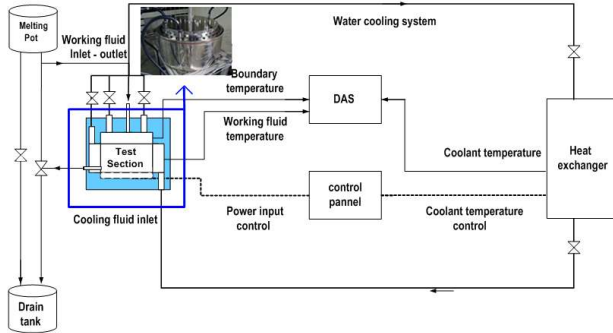 Melting
Pot
Working fluid
Inlet - outlet
Water cooling system
Boundary
temperature
DAS
Working fluid
temperature
Test
Section
Coolant temperature
Heat
exchanger
control
pannel
Cooling fluid inlet
Power input
control
Coolant temperature
control
Drain
tank